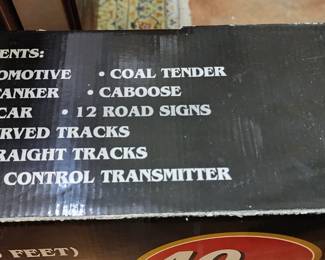 ENTS:
OMOTIVE • COAL TENDER
ANKER • CABOOSE
CAR • 12 ROAD SIGNS
RVED TRACKS
RAIGHT TRACKS
CONTROL TRANSMITTER
FEET)